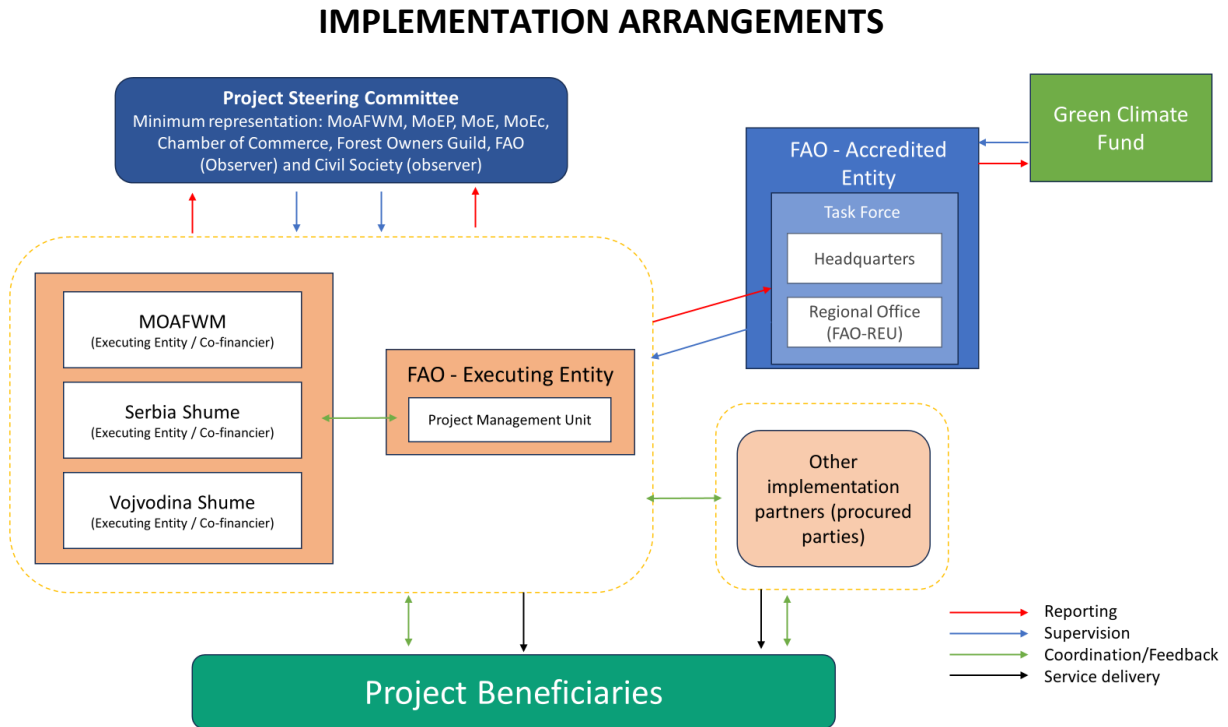 IMPLEMENTATION ARRANGEMENTS
Project Steering Committee
Minimum representation: MoAFWM, MoEP, MoE, MoEc,
Chamber of Commerce, Forest Owners Guild, FAO
(Observer) and Civil Society (observer)
Green Climate
Fund
FAO - Accredited
Entity
Task Force
Headquarters
Regional Office
(FAO-REU)
MOAFWM
(Executing Entity / Co-financier)
Serbia Shume
(Executing Entity / Co-financier)
Vojvodina Shume
(Executing Entity / Co-financier)
FAO - Executing Entity
Project Management Unit
Other
implementation
partners (procured
parties)
Project Beneficiaries
Reporting
Supervision
Coordination/Feedback
Service delivery